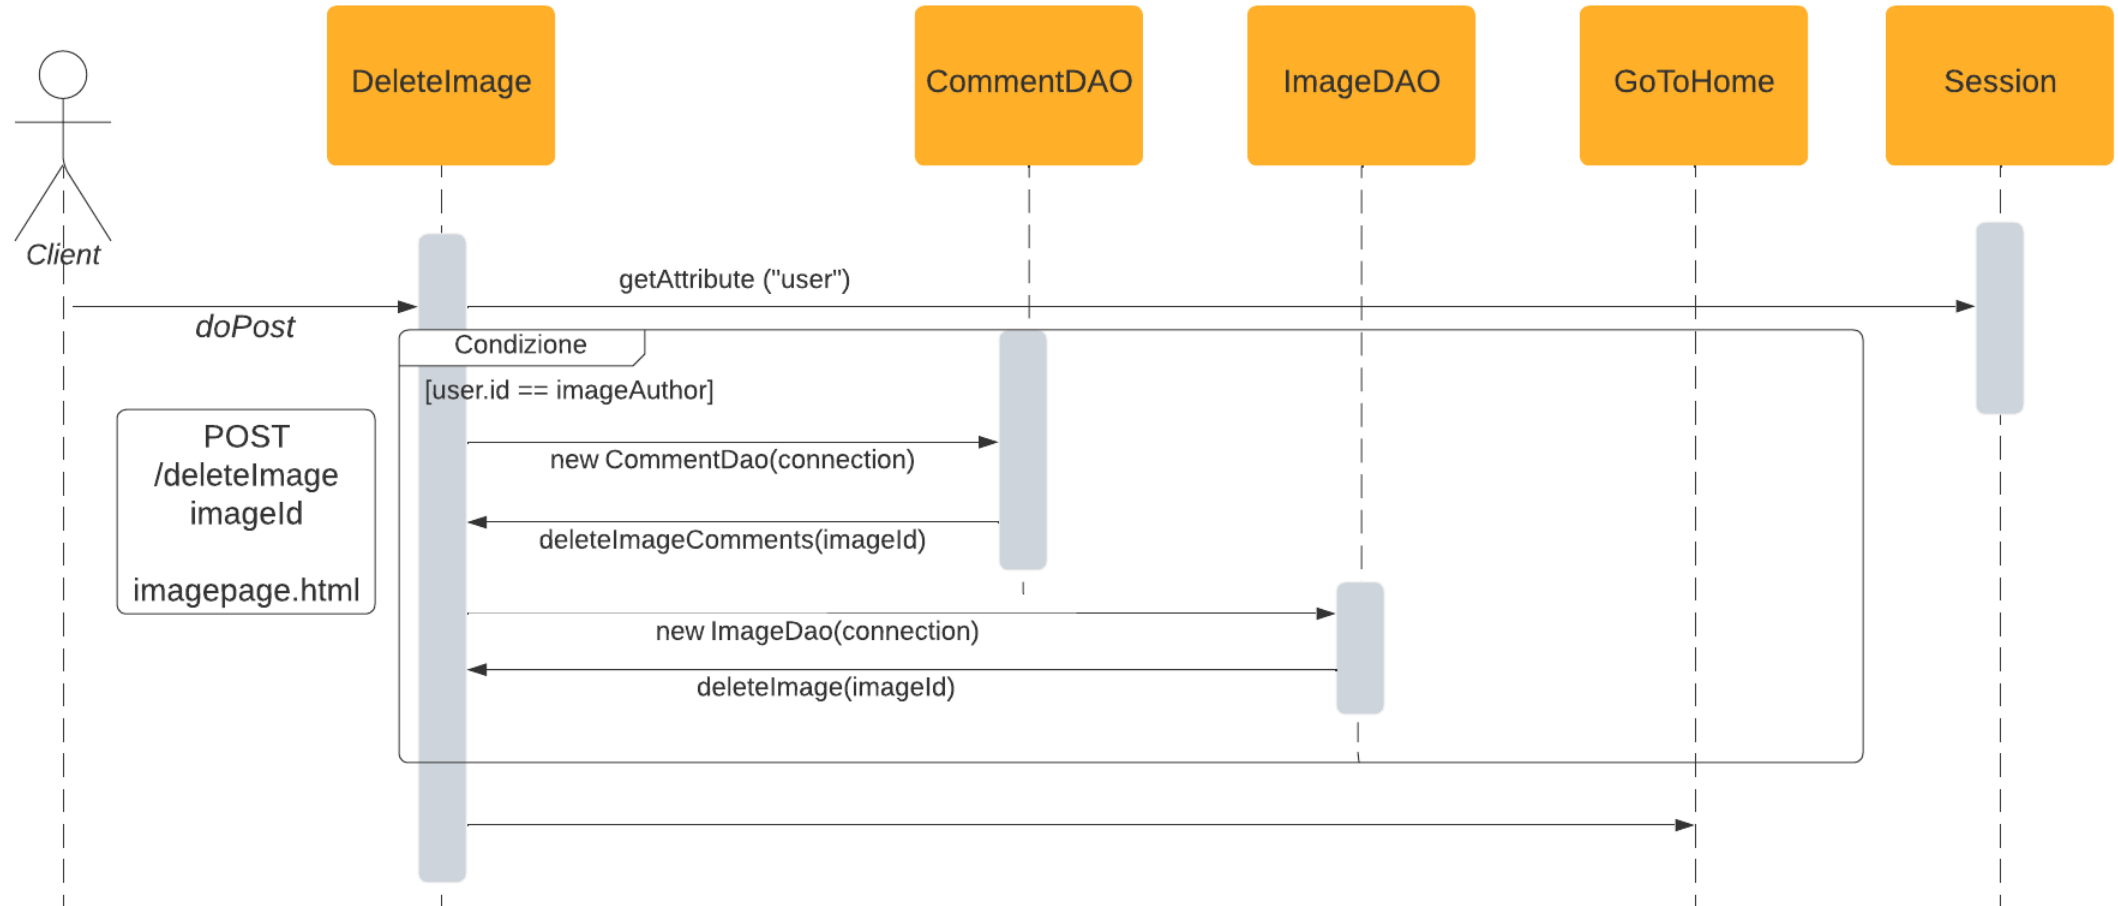 DeleteImage
CommentDAO
ImageDAO
GoToHome
Session
Client
getAttribute ("user")
doPost
Condizione
[user.id == imageAuthor]
POST
/deleteImage
imageId
imagepage.html
new CommentDao(connection)
deleteImageComments(imageId)
new ImageDao(connection)
deleteImage(imageId)